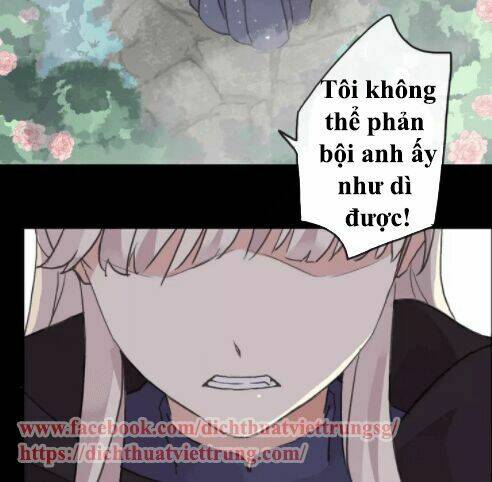 Tôi không
thể phản
bội anh ấy
như dì
được!
www.facebook.com/dichthuatviettrungsg/
https://dichthuatviettrung.com/